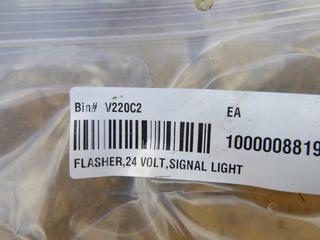 Bin# V220C2 EA
1000008819
FLASHER,24 VOLT,SIGNAL LIGHT